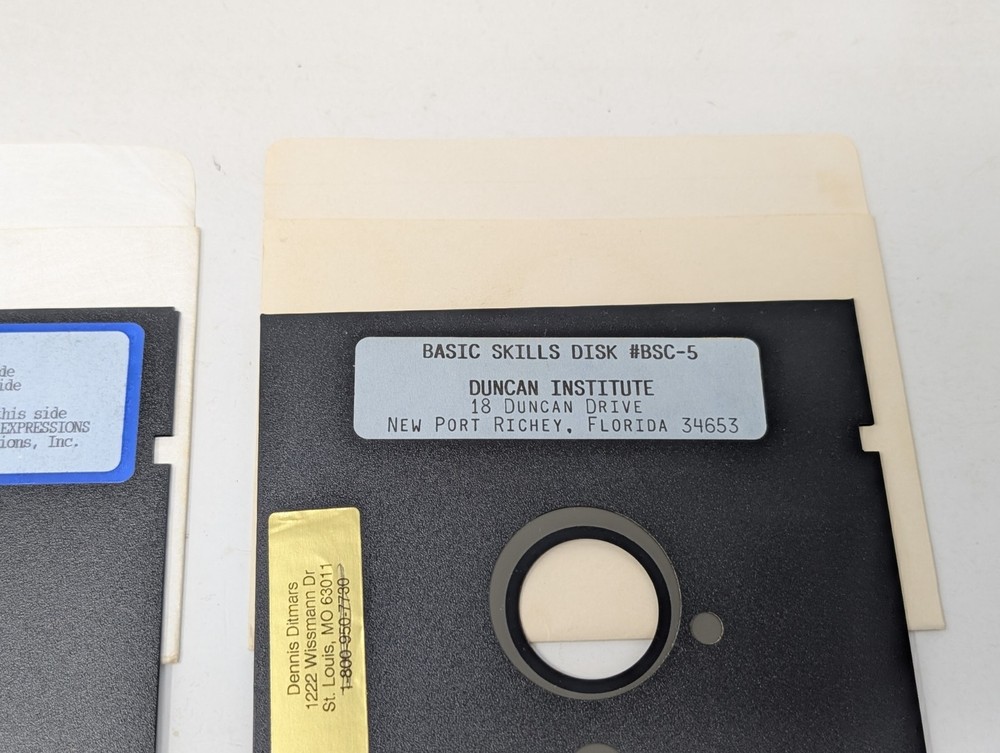 de
ide
his side
EXPRESSIONS
ions, Inc.
BASIC SKILLS DISK #BSC-5
DUNCAN INSTITUTE
18 DUNCAN DRIVE
NEW PORT RICHEY, FLORIDA 34653
Dennis Ditmars
1222 Wissmann Dr
St. Louis, MO 63011
1-800-950-7730